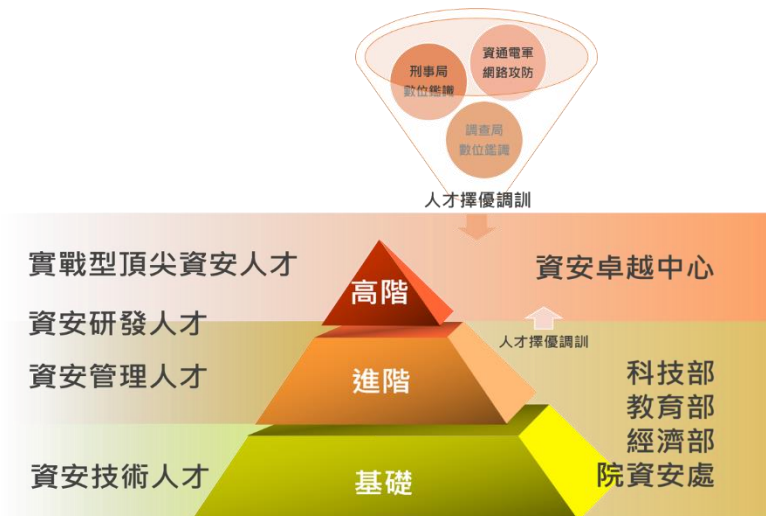 資通電軍
網路攻防
刑事局
數位鑑識
調查局
數位鑑識
人才擇優調訓
實戰型頂尖資安人才
資安卓越中心
高階
資安研發人才
人才擇優調訓
資安管理人才
進階
科技部
教育部
經濟部
院資安處
資安技術人才
基礎